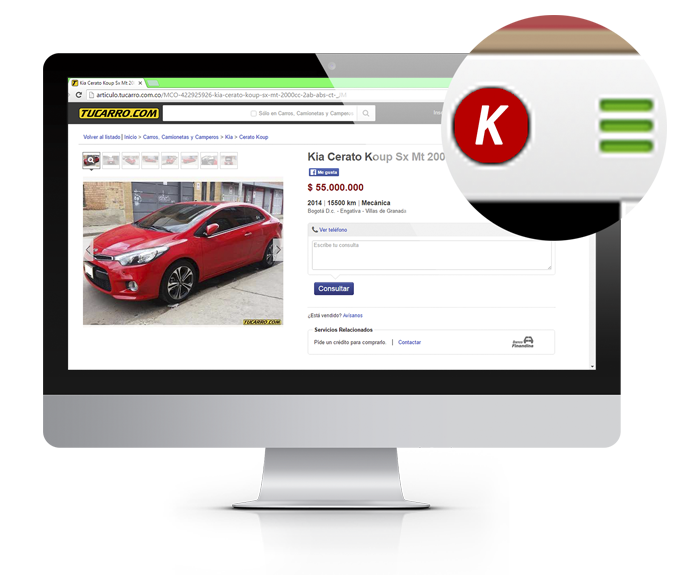 Kia Cerato Koup Sx Mt 20
articulo.tucarro.com.co/MCO-422925926-kia-cerato-koup-sx-mt-2000cc-2ab-abs-ct-_JM
TUCARRO.COM
Sólo en Carros, Camionetas y Camperos
K
Volver al listado | Inicio > Carros, Camionetas y Camperos > Kia > Cerato Koup
Kia Cerato Koup Sx Mt 200
Me gusta
$ 55.000.000
2014 | 15500 km | Mecánica
Bogotá D.c. - Engativa - Villas de Granada
Ver teléfono
Escribe tu consulta
Consultar
TUCARRO.COM
¿Está vendido? Avísanos
Servicios Relacionados
Pide un crédito para comprarlo. | Contactar
Banco
Finandina